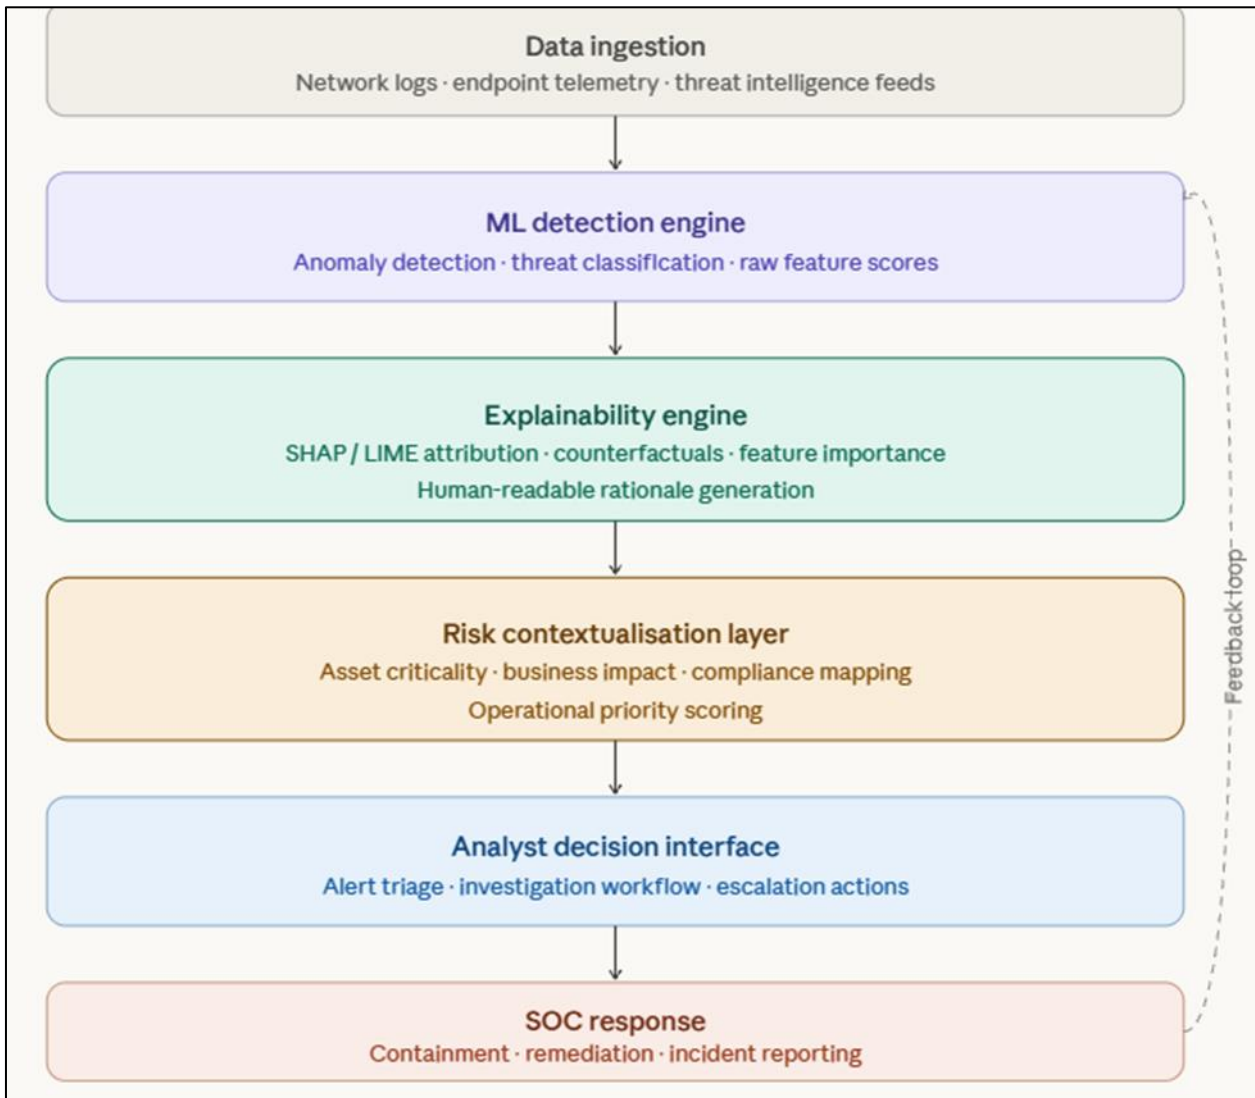 Data ingestion
Network logs · endpoint telemetry · threat intelligence feeds
ML detection engine
Anomaly detection · threat classification · raw feature scores
Explainability engine
SHAP / LIME attribution · counterfactuals · feature importance
Human-readable rationale generation
Risk contextualisation layer
Asset criticality · business impact · compliance mapping
Operational priority scoring
Analyst decision interface
Alert triage · investigation workflow · escalation actions
SOC response
Containment · remediation · incident reporting
Feedback loop